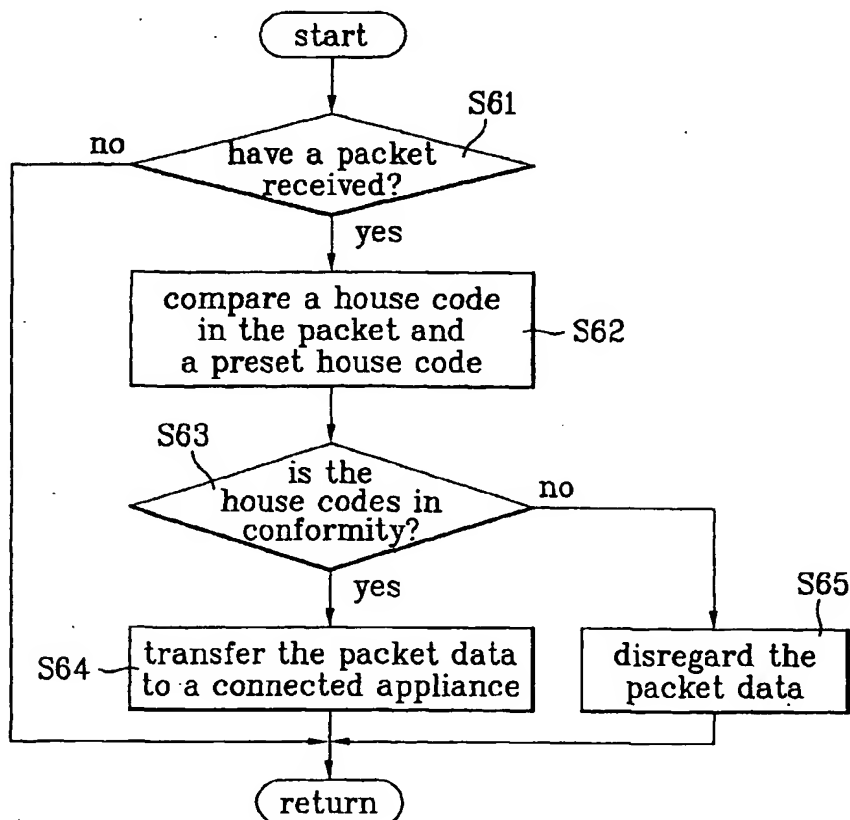 start
S61
no
have a packet
received?
yes
compare a house code
in the packet and
a preset house code
S62
S63
is the
house codes in
conformity?
no
yes
S65
S64
transfer the packet data
to a connected appliance
disregard the
packet data
return